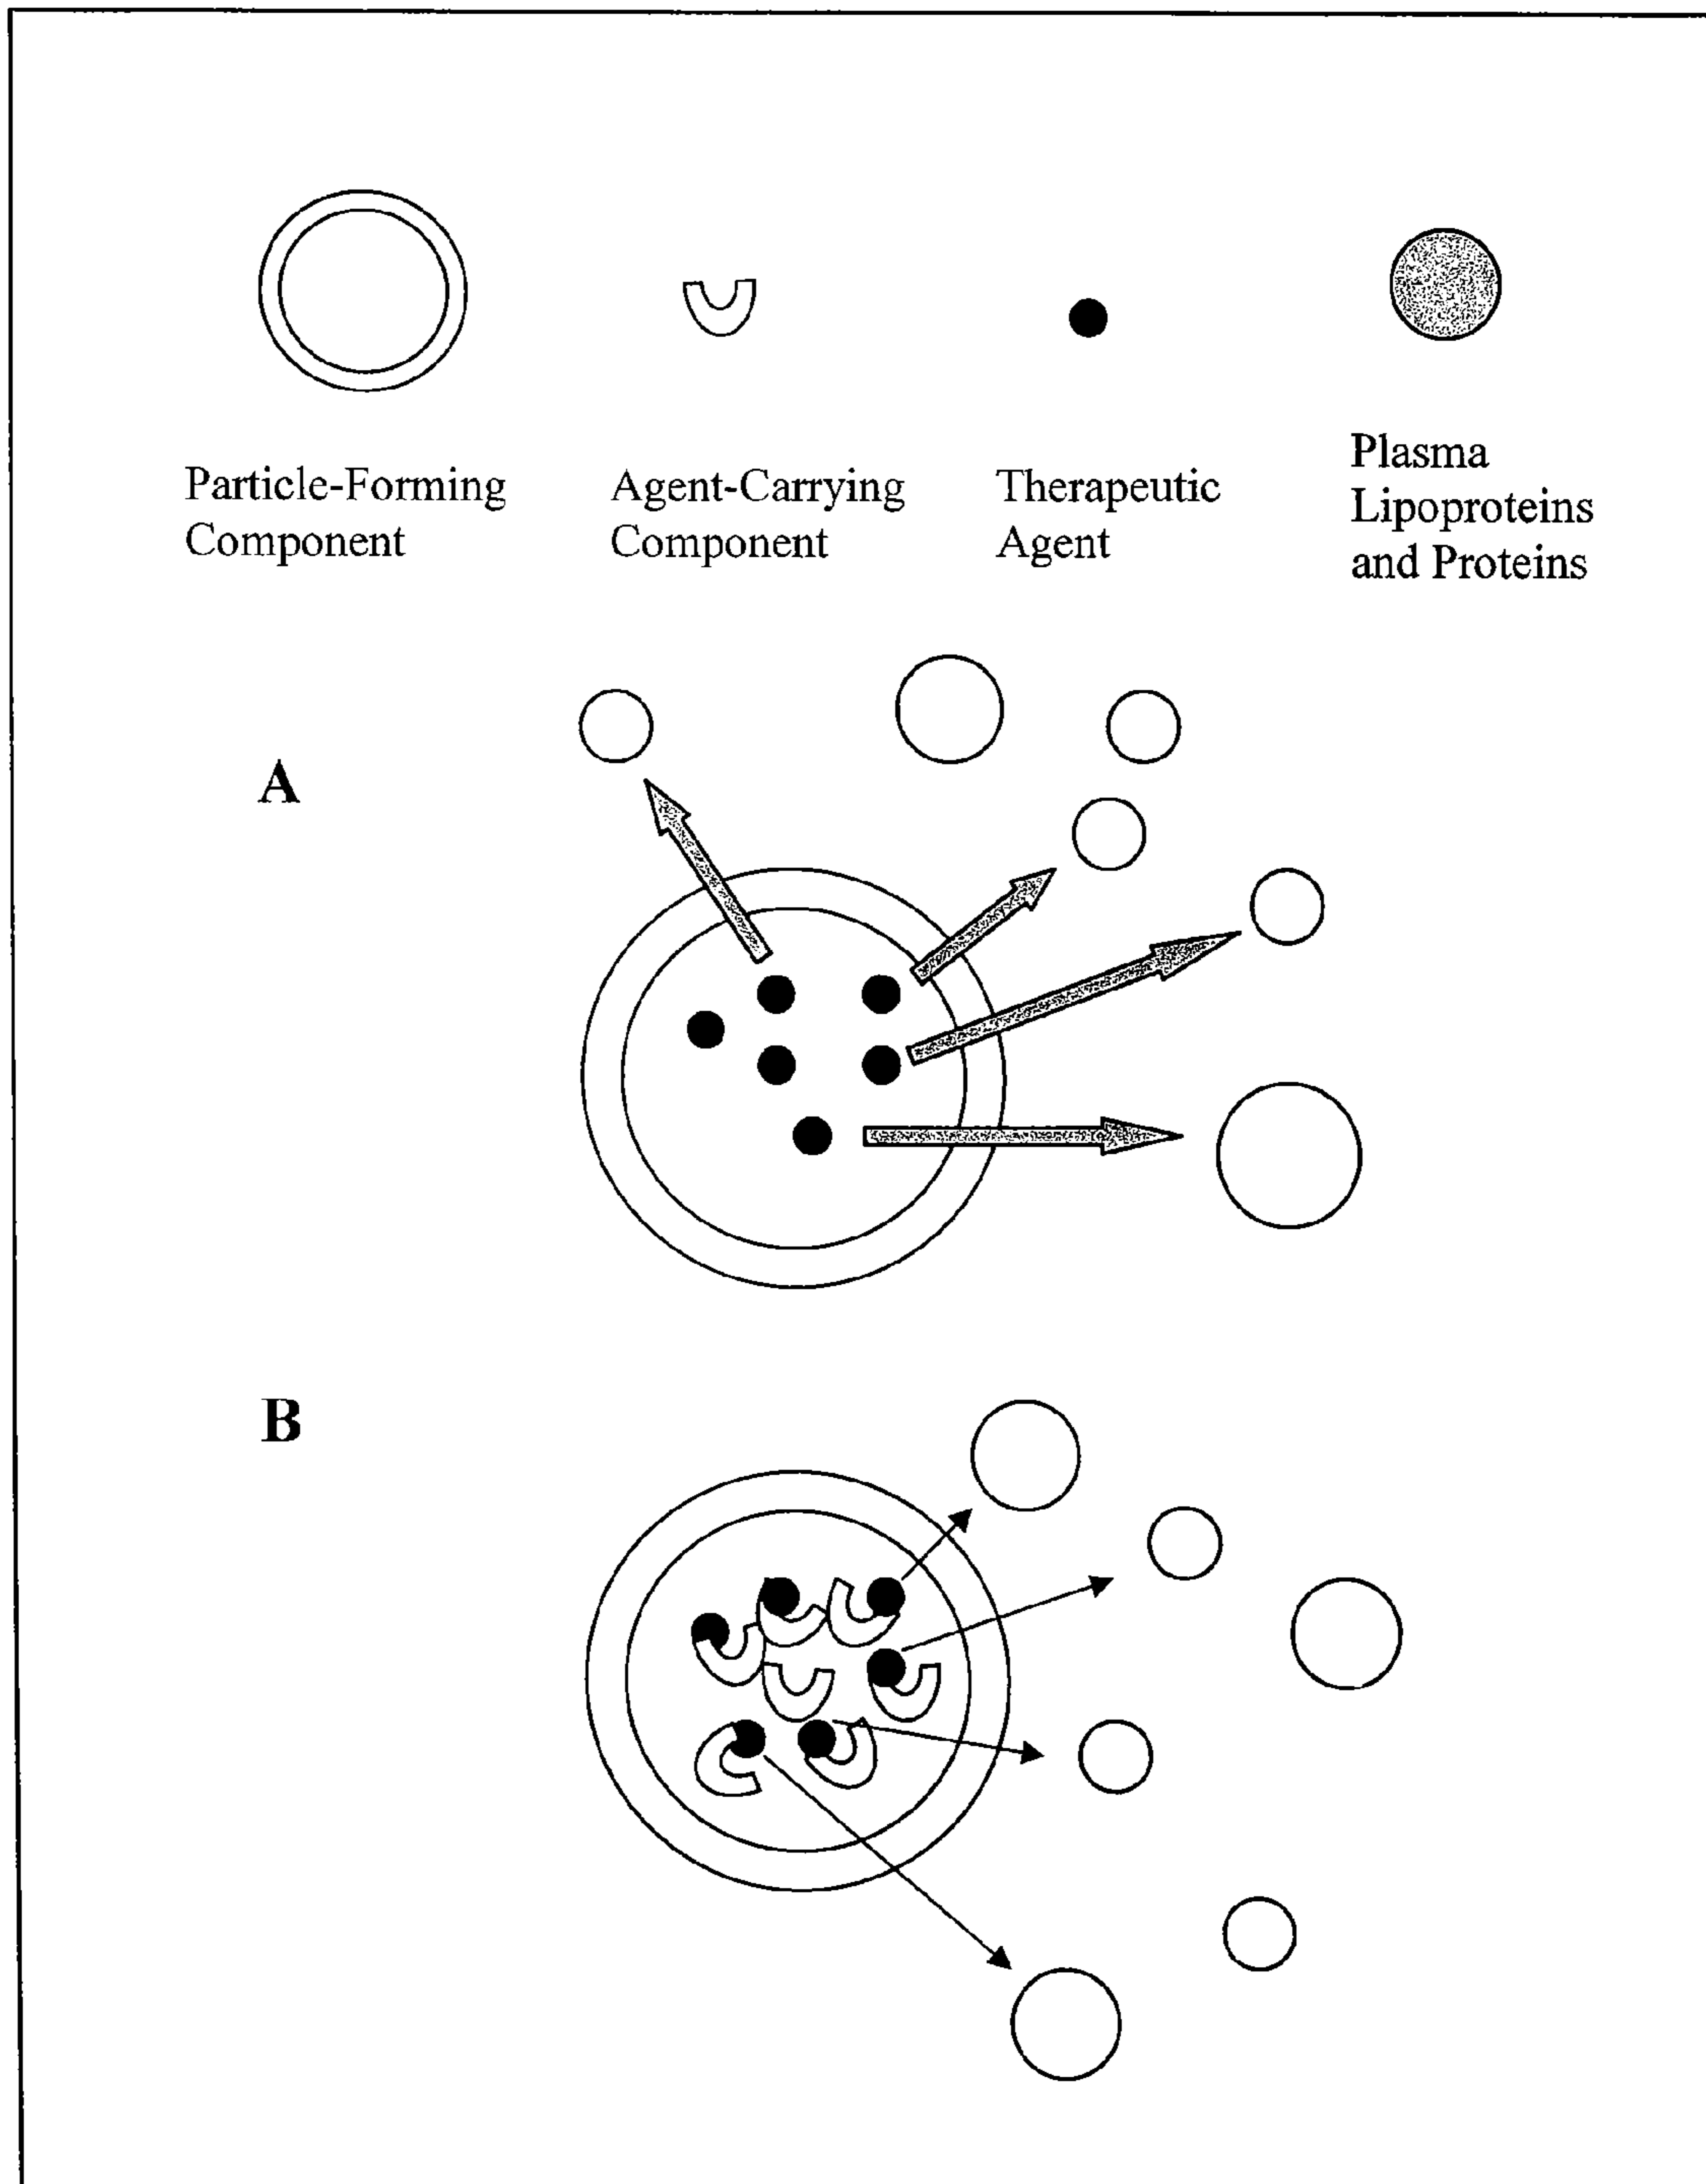 Particle-Forming
Component
Agent-Carrying
Component
Therapeutic
Agent
Plasma
Lipoproteins
and Proteins
A
B